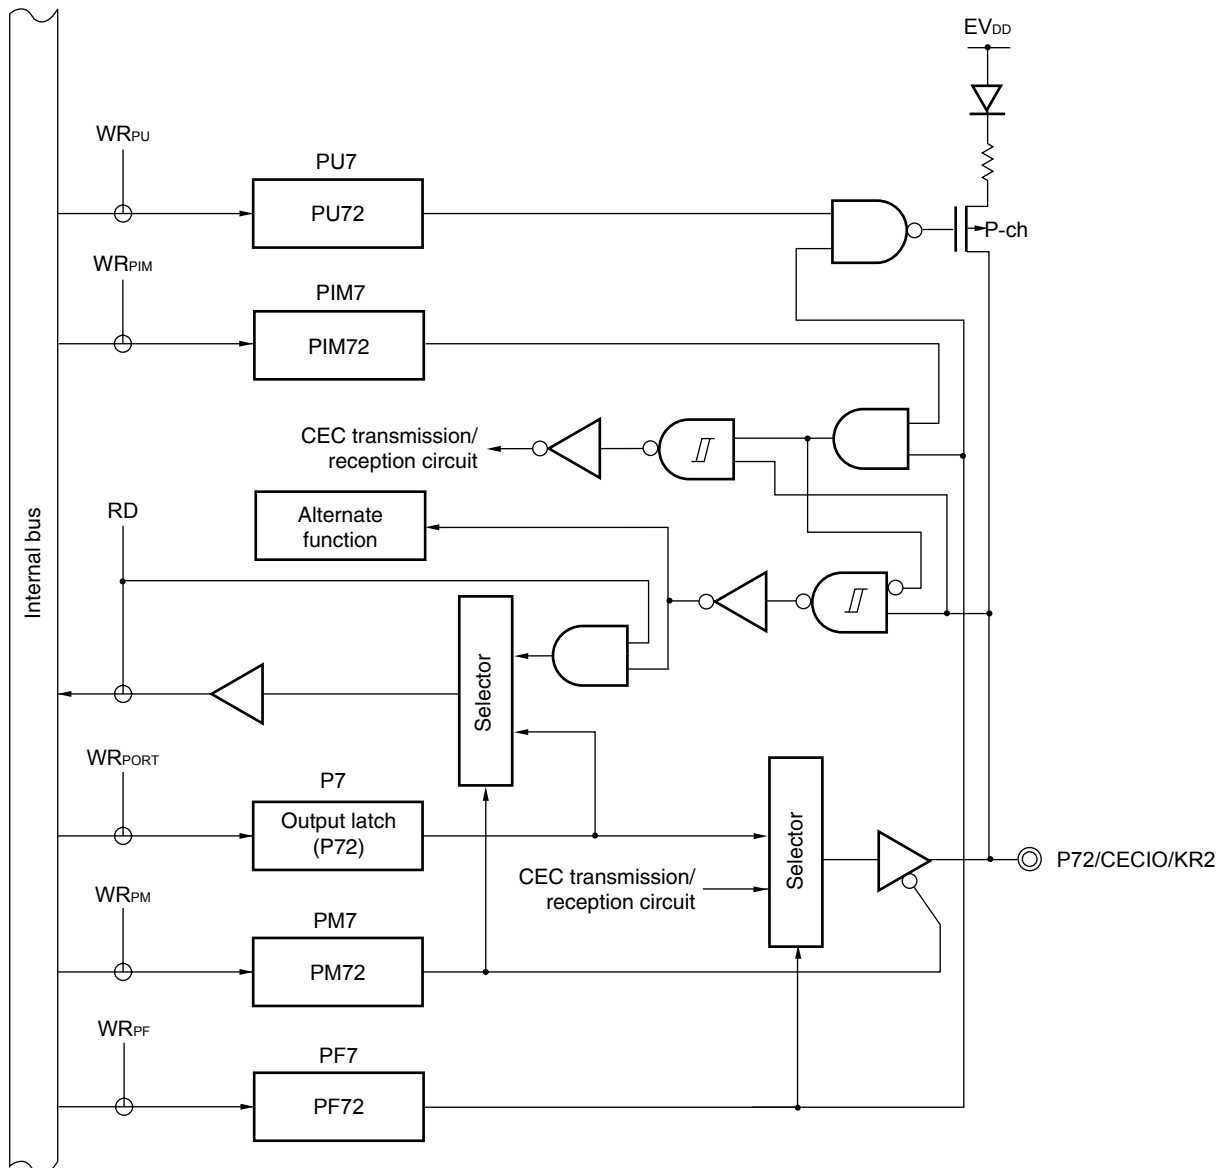 EVDD
WRPU
PU7
PU72
P-ch
WRPIM
PIM7
PIM72
CEC transmission/
reception circuit
RD
Alternate
function
Internal bus
Selector
WRPORT
P7
Output latch
(P72)
Selector
P72/CECIO/KR2
CEC transmission/
reception circuit
WRPM
PM7
PM72
WRPF
PF7
PF72